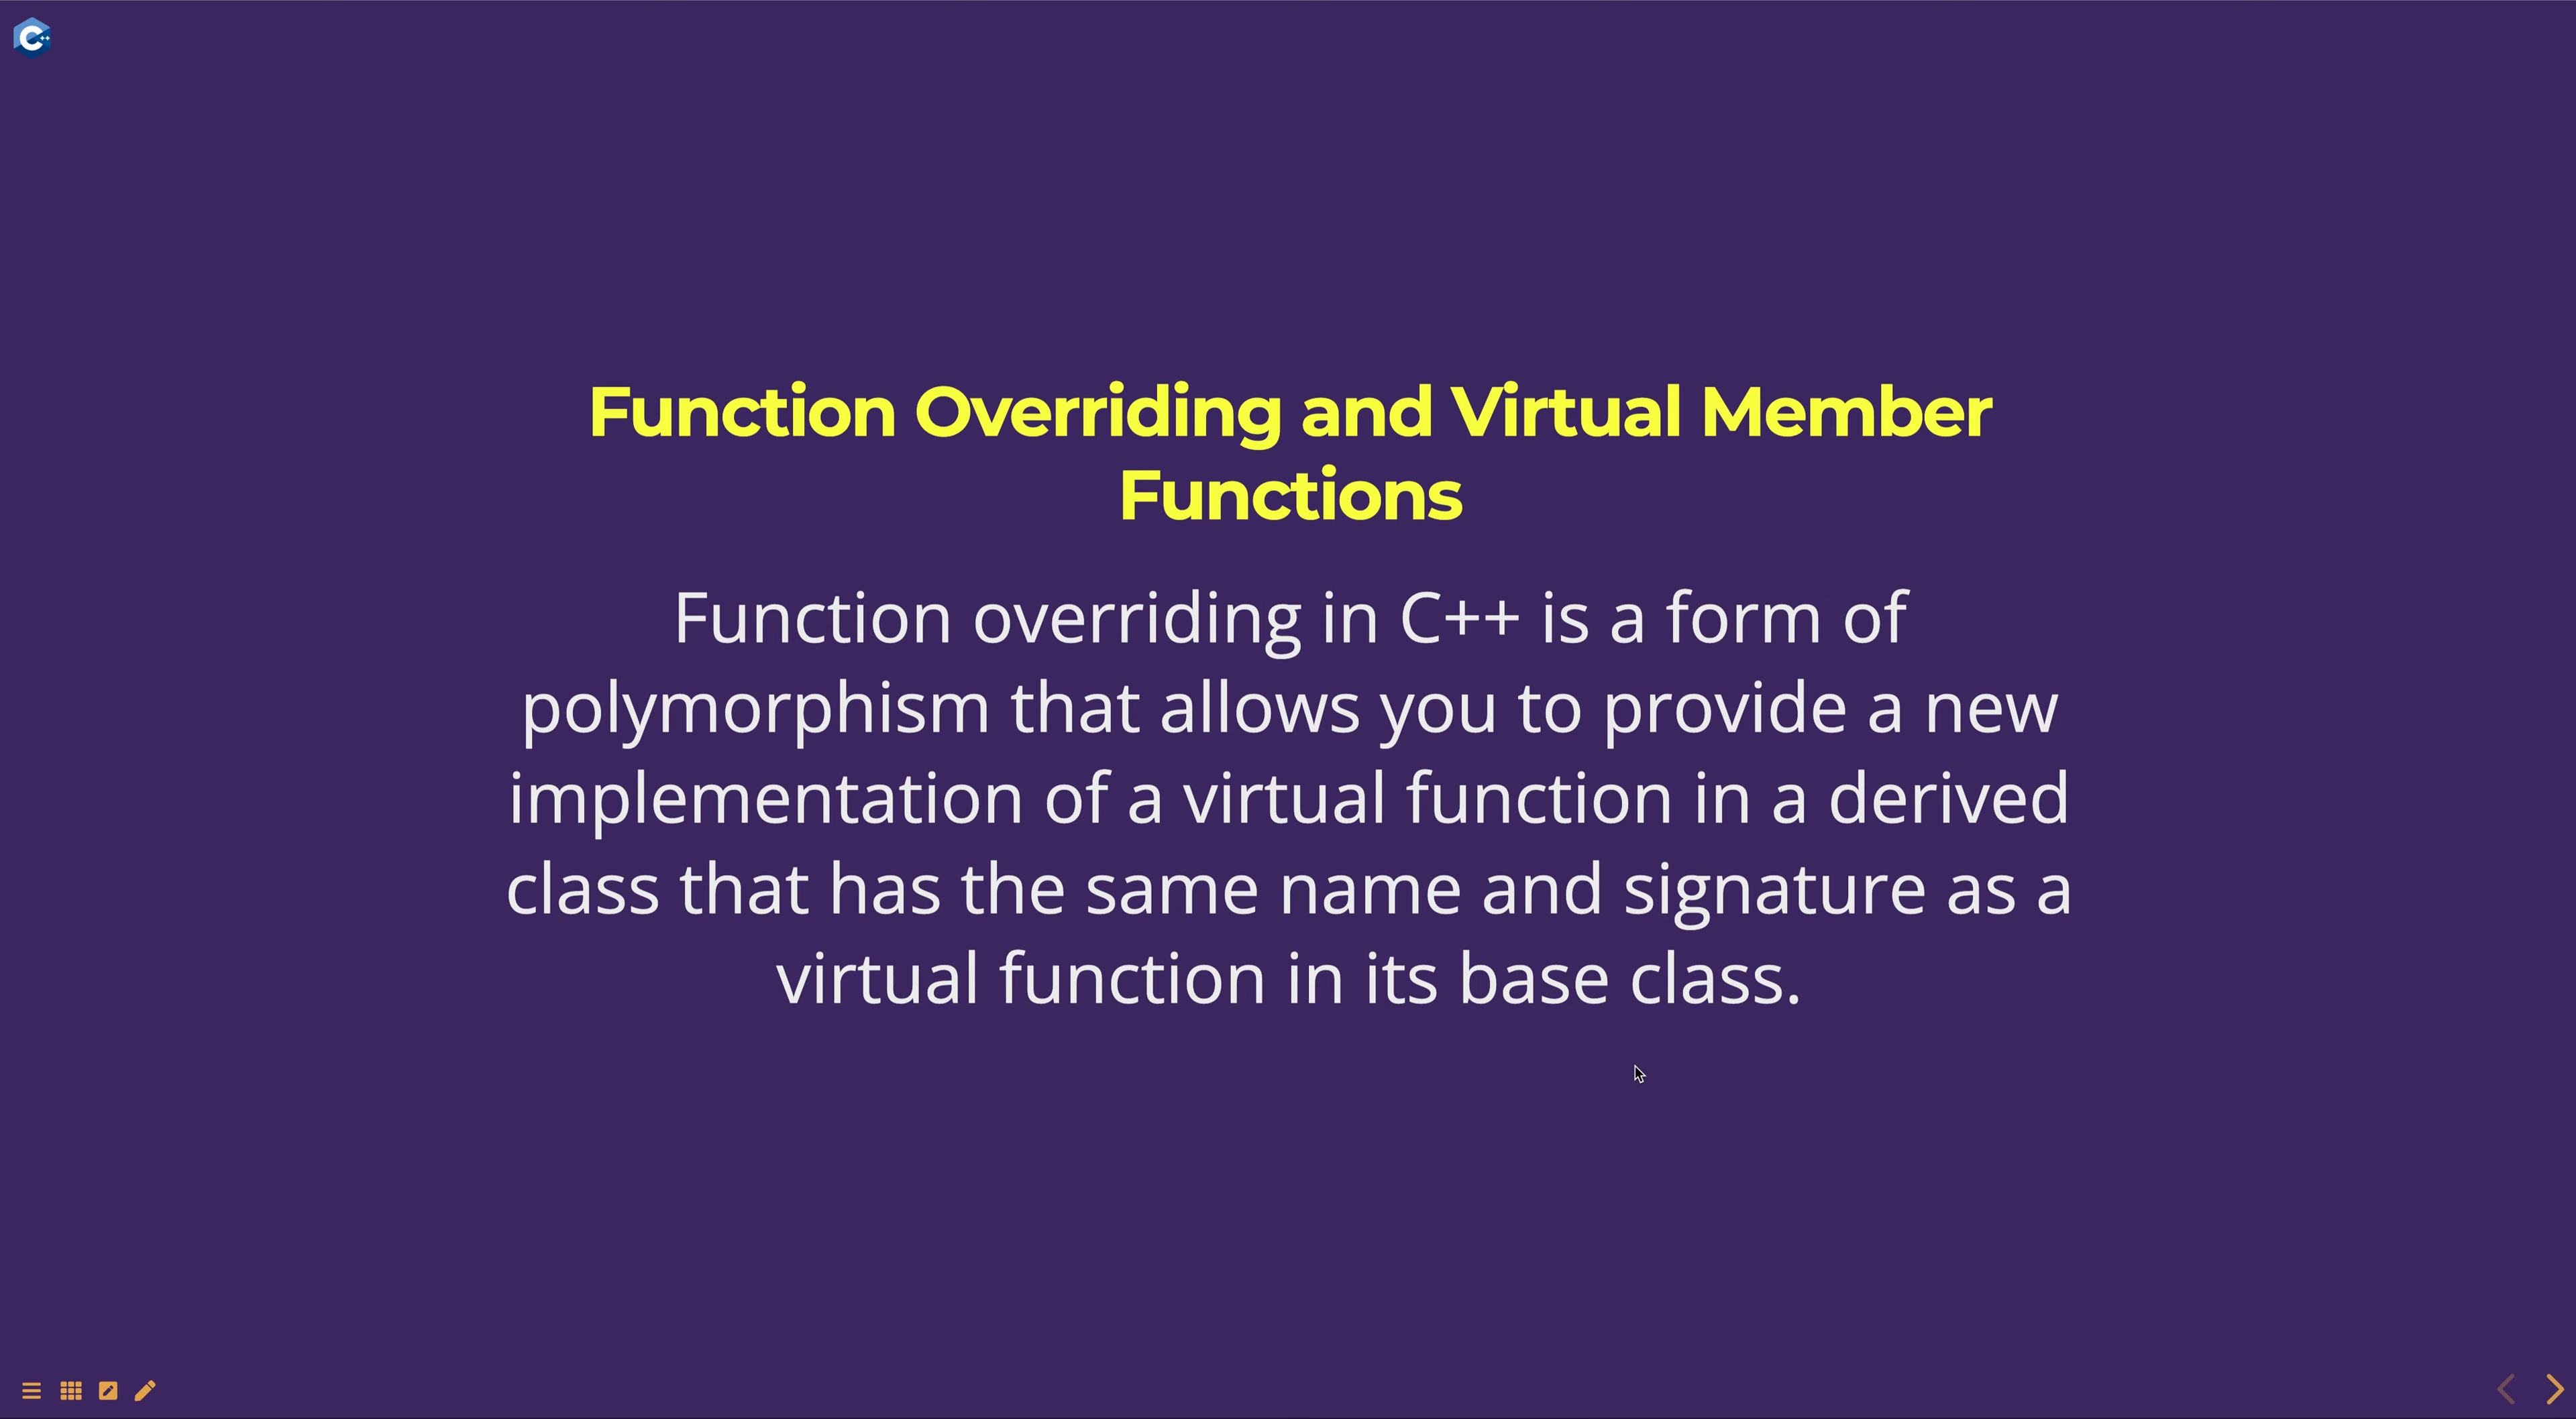 C++
Function Overriding and Virtual Member
Functions
Function overriding in C++ is a form of
polymorphism that allows you to provide a new
implementation of a virtual function in a derived
class that has the same name and signature as a
virtual function in its base class.